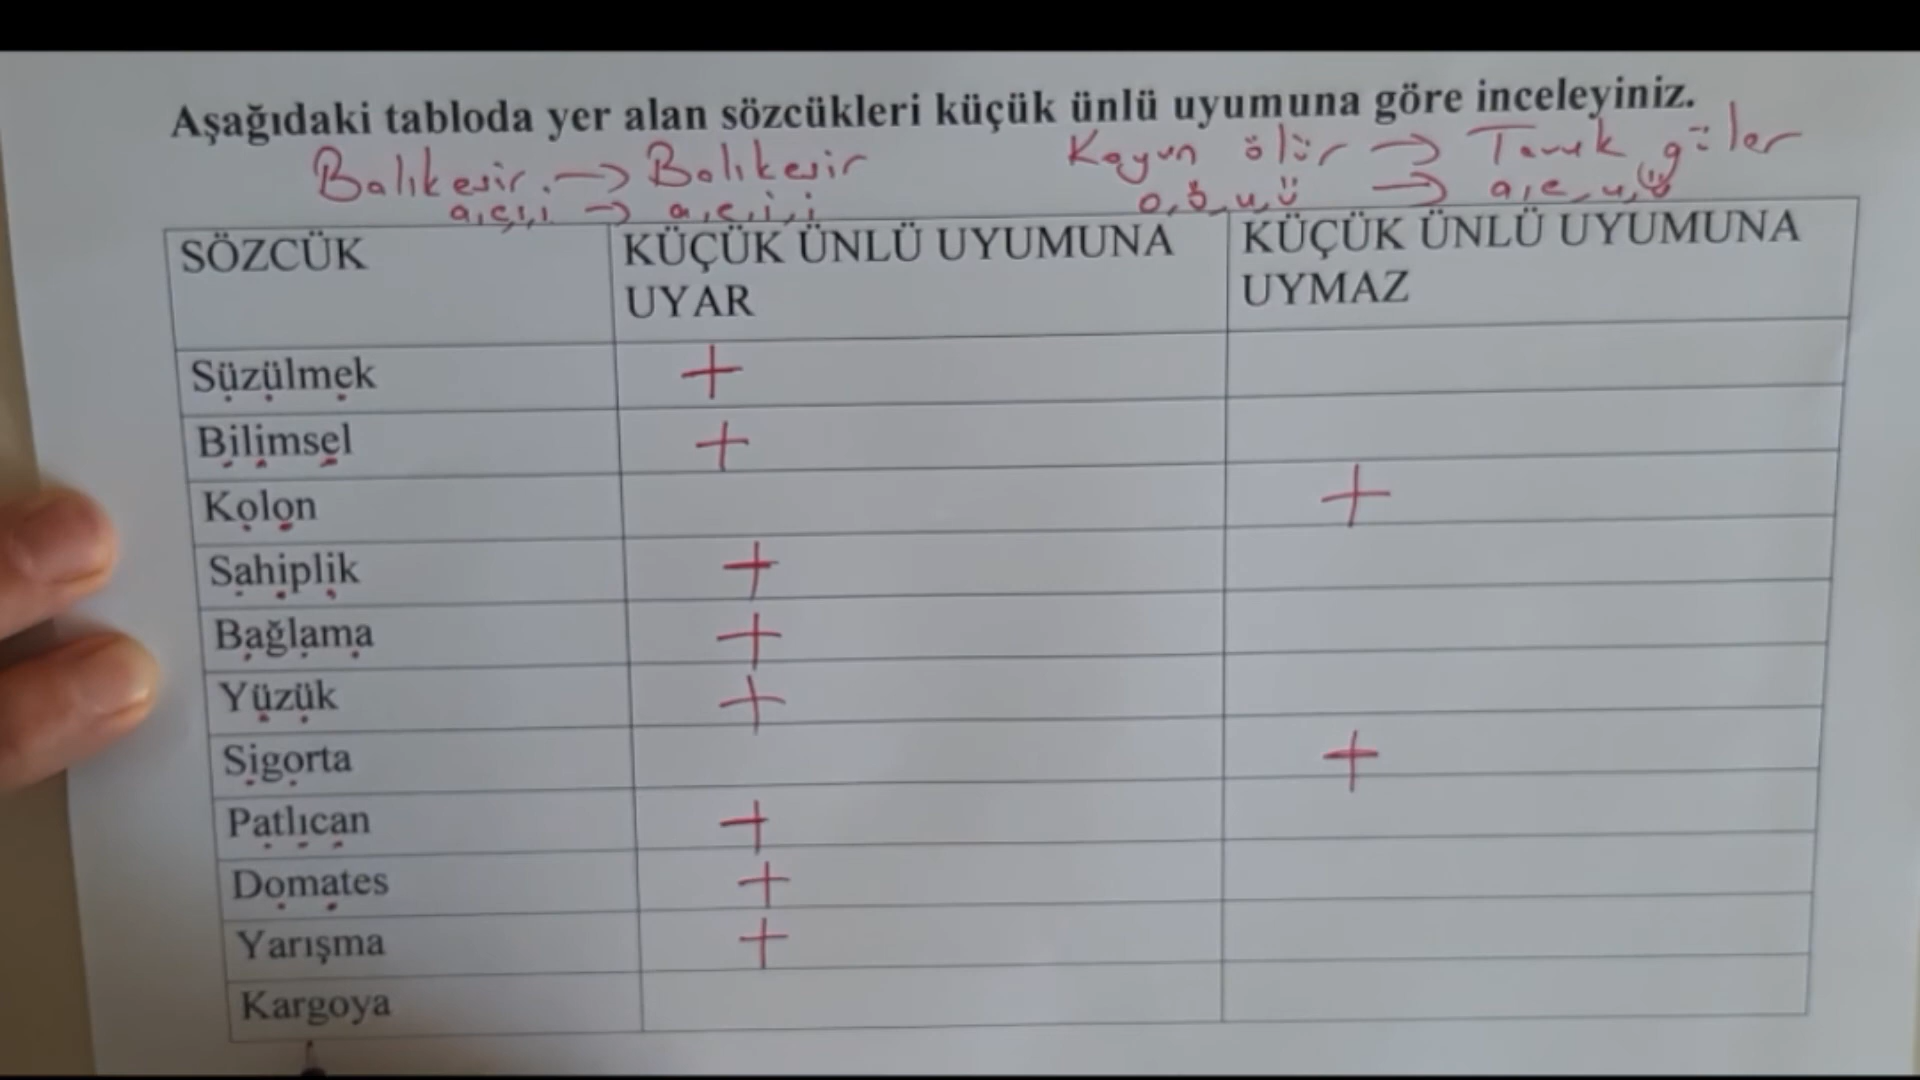 Aşağıdaki tabloda yer alan sözcükleri küçük ünlü uyumuna göre inceleyiniz.
Balıkesir → Balıkesir
a,e,ı,i → a,e,ı,i
Koyun ölür → Tavuk güler
o,ö,u,ü → a,e,u,ü
SÖZCÜK
KÜÇÜK ÜNLÜ UYUMUNA
UYAR
KÜÇÜK ÜNLÜ UYUMUNA
UYMAZ
Süzülmek +
Bilimsel +
Kolon +
Sahiplik +
Bağlama +
Yüzük +
Sigorta +
Patlıcan +
Domates +
Yarışma +
Kargoya